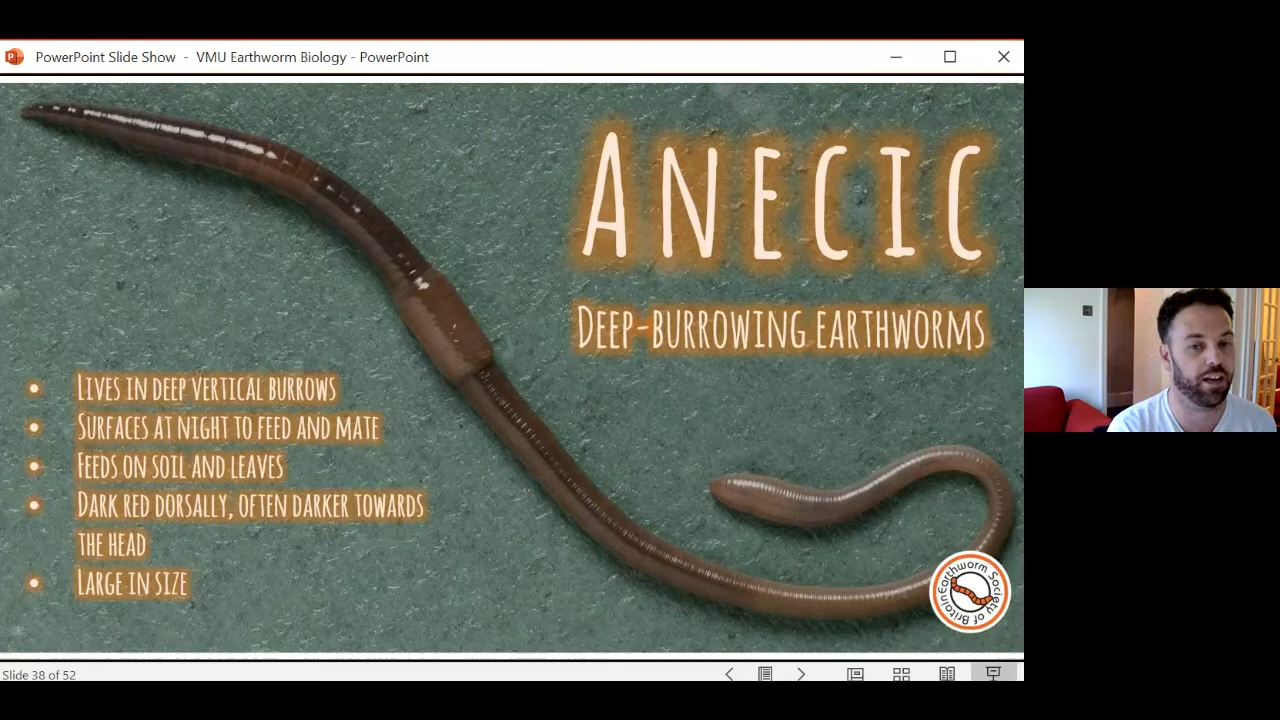 PowerPoint Slide Show - VMU Earthworm Biology - PowerPoint
ANECIC
DEEP-BURROWING EARTHWORMS
LIVES IN DEEP VERTICAL BURROWS
SURFACES AT NIGHT TO FEED AND MATE
FEEDS ON SOIL AND LEAVES
DARK RED DORSALLY, OFTEN DARKER TOWARDS
THE HEAD
LARGE IN SIZE
Earthworm Society of Britain
Slide 38 of 52